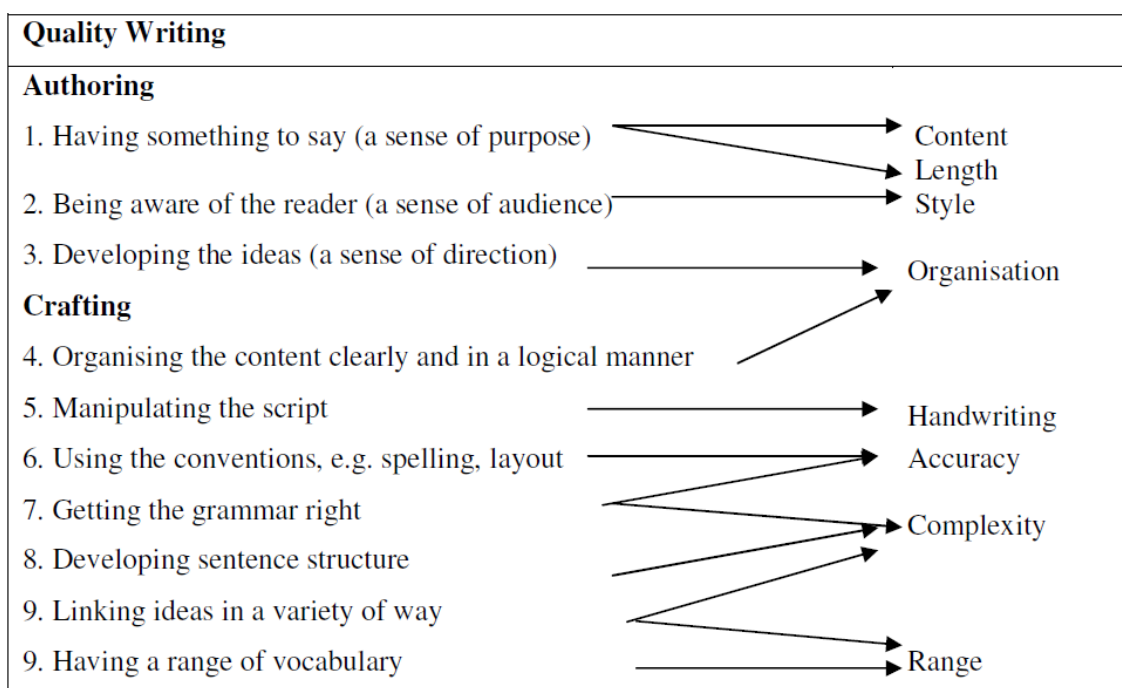 Quality Writing
Authoring
1. Having something to say (a sense of purpose)
Content
Length
2. Being aware of the reader (a sense of audience)
Style
3. Developing the ideas (a sense of direction)
Organisation
Crafting
4. Organising the content clearly and in a logical manner
5. Manipulating the script
Handwriting
6. Using the conventions, e.g. spelling, layout
Accuracy
7. Getting the grammar right
Complexity
8. Developing sentence structure
9. Linking ideas in a variety of way
9. Having a range of vocabulary
Range